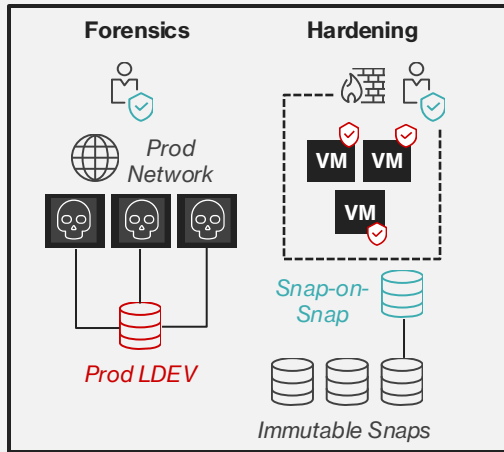 Forensics
Hardening
Prod
Network
VM
VM
VM
Snap-on-
Snap
Prod LDEV
Immutable Snaps